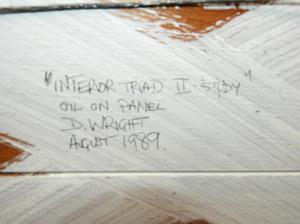 "INTERIOR TRIAD II - STUDY"
OIL ON PANEL
D. WRIGHT
AUGUST 1989.